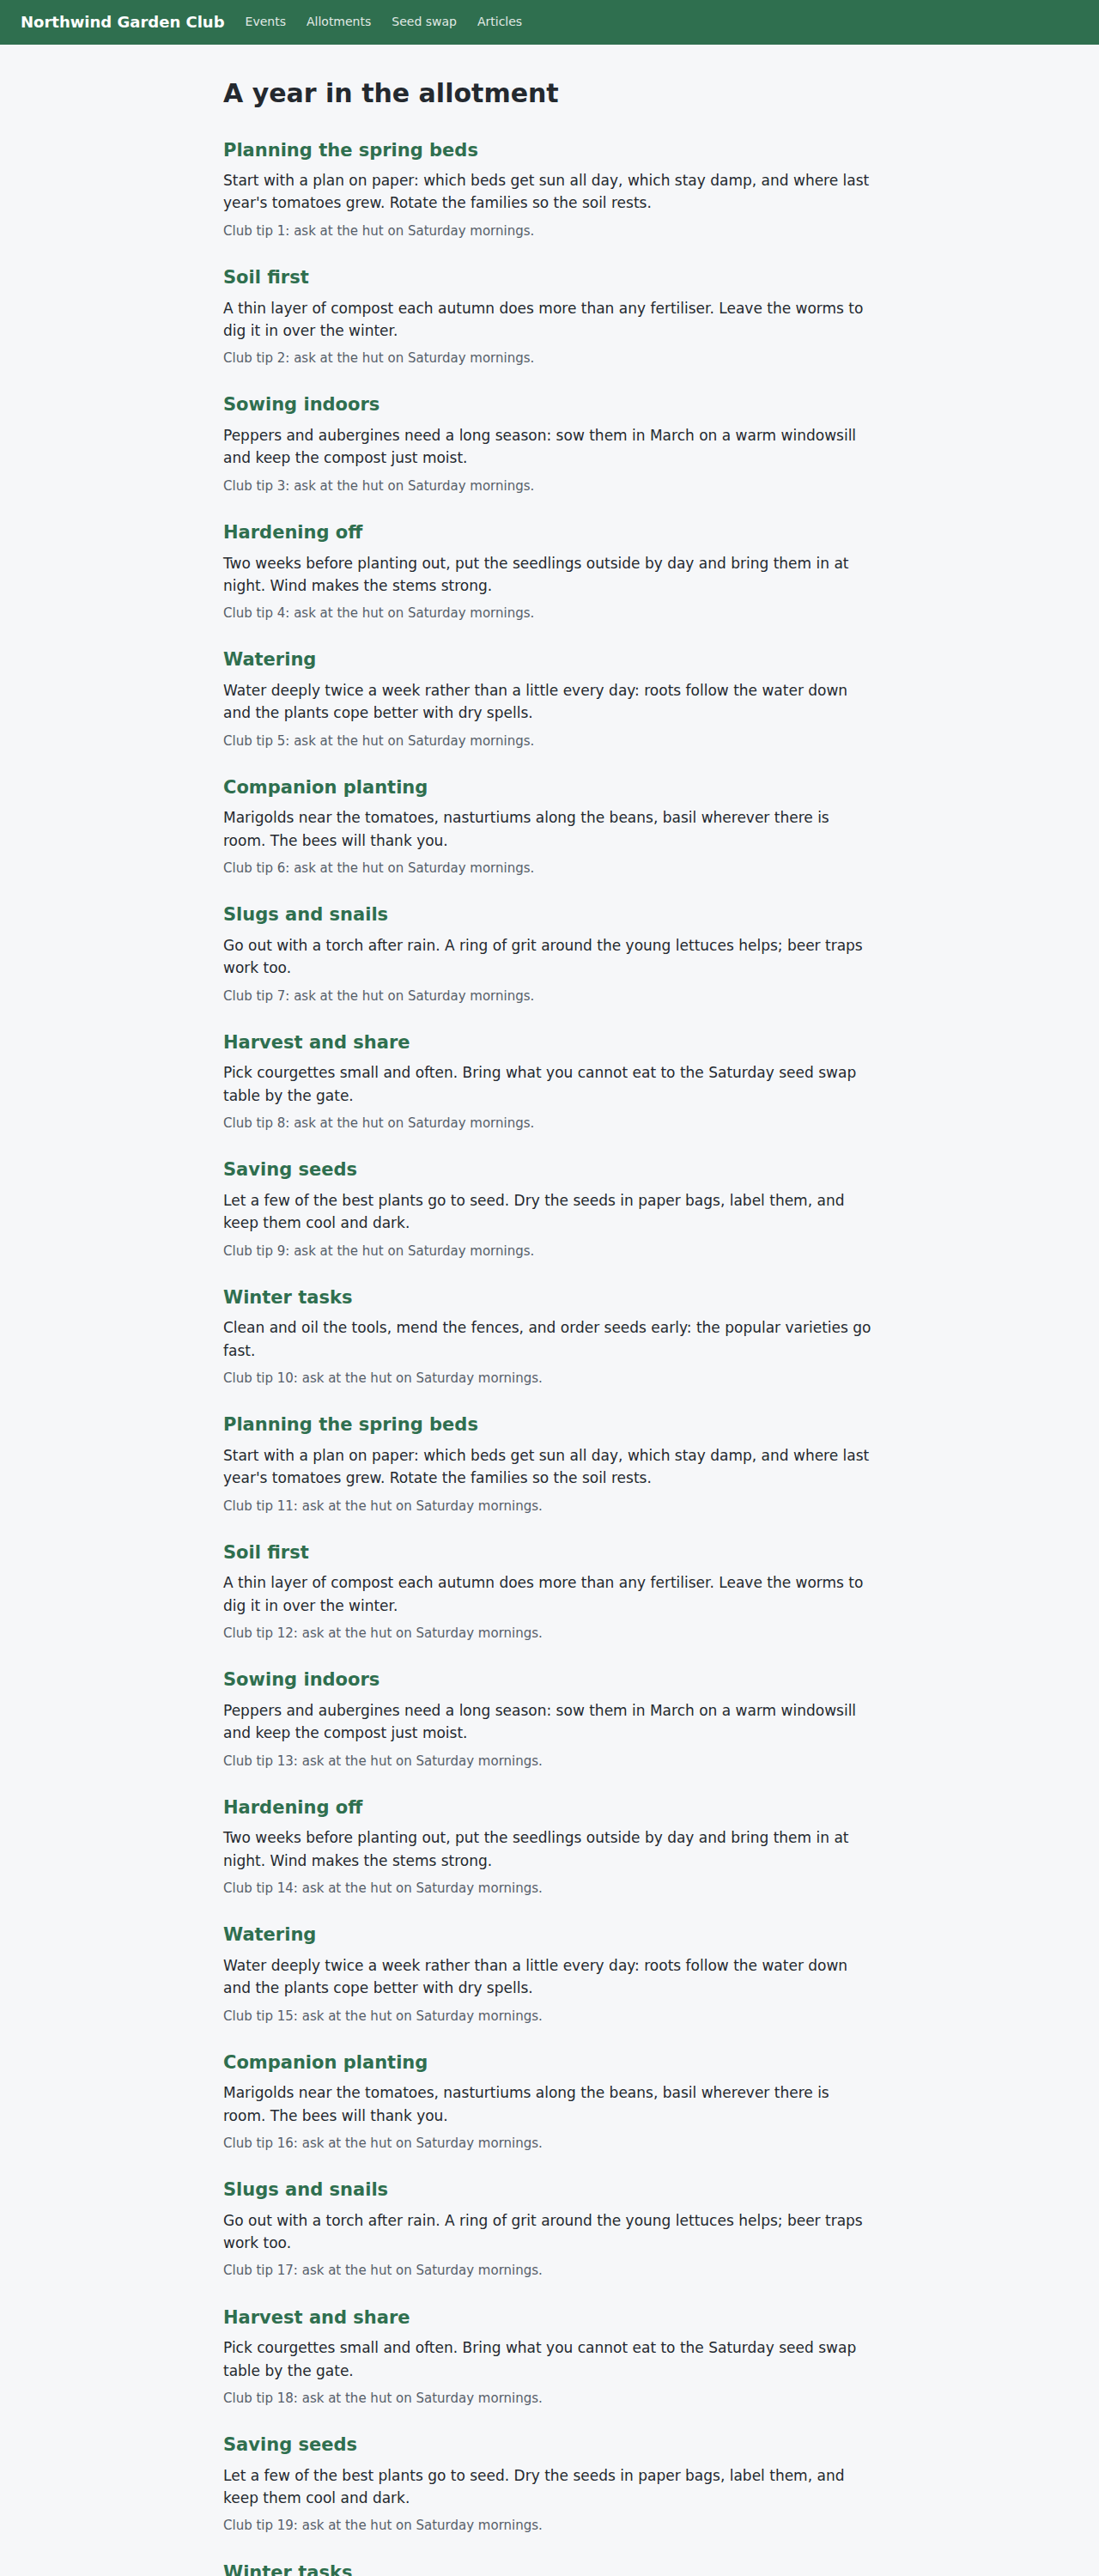 Northwind Garden Club Events Allotments Seed swap Articles
A year in the allotment
Planning the spring beds
Start with a plan on paper: which beds get sun all day, which stay damp, and where last
year's tomatoes grew. Rotate the families so the soil rests.
Club tip 1: ask at the hut on Saturday mornings.
Soil first
A thin layer of compost each autumn does more than any fertiliser. Leave the worms to
dig it in over the winter.
Club tip 2: ask at the hut on Saturday mornings.
Sowing indoors
Peppers and aubergines need a long season: sow them in March on a warm windowsill
and keep the compost just moist.
Club tip 3: ask at the hut on Saturday mornings.
Hardening off
Two weeks before planting out, put the seedlings outside by day and bring them in at
night. Wind makes the stems strong.
Club tip 4: ask at the hut on Saturday mornings.
Watering
Water deeply twice a week rather than a little every day: roots follow the water down
and the plants cope better with dry spells.
Club tip 5: ask at the hut on Saturday mornings.
Companion planting
Marigolds near the tomatoes, nasturtiums along the beans, basil wherever there is
room. The bees will thank you.
Club tip 6: ask at the hut on Saturday mornings.
Slugs and snails
Go out with a torch after rain. A ring of grit around the young lettuces helps; beer traps
work too.
Club tip 7: ask at the hut on Saturday mornings.
Harvest and share
Pick courgettes small and often. Bring what you cannot eat to the Saturday seed swap
table by the gate.
Club tip 8: ask at the hut on Saturday mornings.
Saving seeds
Let a few of the best plants go to seed. Dry the seeds in paper bags, label them, and
keep them cool and dark.
Club tip 9: ask at the hut on Saturday mornings.
Winter tasks
Clean and oil the tools, mend the fences, and order seeds early: the popular varieties go
fast.
Club tip 10: ask at the hut on Saturday mornings.
Planning the spring beds
Start with a plan on paper: which beds get sun all day, which stay damp, and where last
year's tomatoes grew. Rotate the families so the soil rests.
Club tip 11: ask at the hut on Saturday mornings.
Soil first
A thin layer of compost each autumn does more than any fertiliser. Leave the worms to
dig it in over the winter.
Club tip 12: ask at the hut on Saturday mornings.
Sowing indoors
Peppers and aubergines need a long season: sow them in March on a warm windowsill
and keep the compost just moist.
Club tip 13: ask at the hut on Saturday mornings.
Hardening off
Two weeks before planting out, put the seedlings outside by day and bring them in at
night. Wind makes the stems strong.
Club tip 14: ask at the hut on Saturday mornings.
Watering
Water deeply twice a week rather than a little every day: roots follow the water down
and the plants cope better with dry spells.
Club tip 15: ask at the hut on Saturday mornings.
Companion planting
Marigolds near the tomatoes, nasturtiums along the beans, basil wherever there is
room. The bees will thank you.
Club tip 16: ask at the hut on Saturday mornings.
Slugs and snails
Go out with a torch after rain. A ring of grit around the young lettuces helps; beer traps
work too.
Club tip 17: ask at the hut on Saturday mornings.
Harvest and share
Pick courgettes small and often. Bring what you cannot eat to the Saturday seed swap
table by the gate.
Club tip 18: ask at the hut on Saturday mornings.
Saving seeds
Let a few of the best plants go to seed. Dry the seeds in paper bags, label them, and
keep them cool and dark.
Club tip 19: ask at the hut on Saturday mornings.
Winter tasks